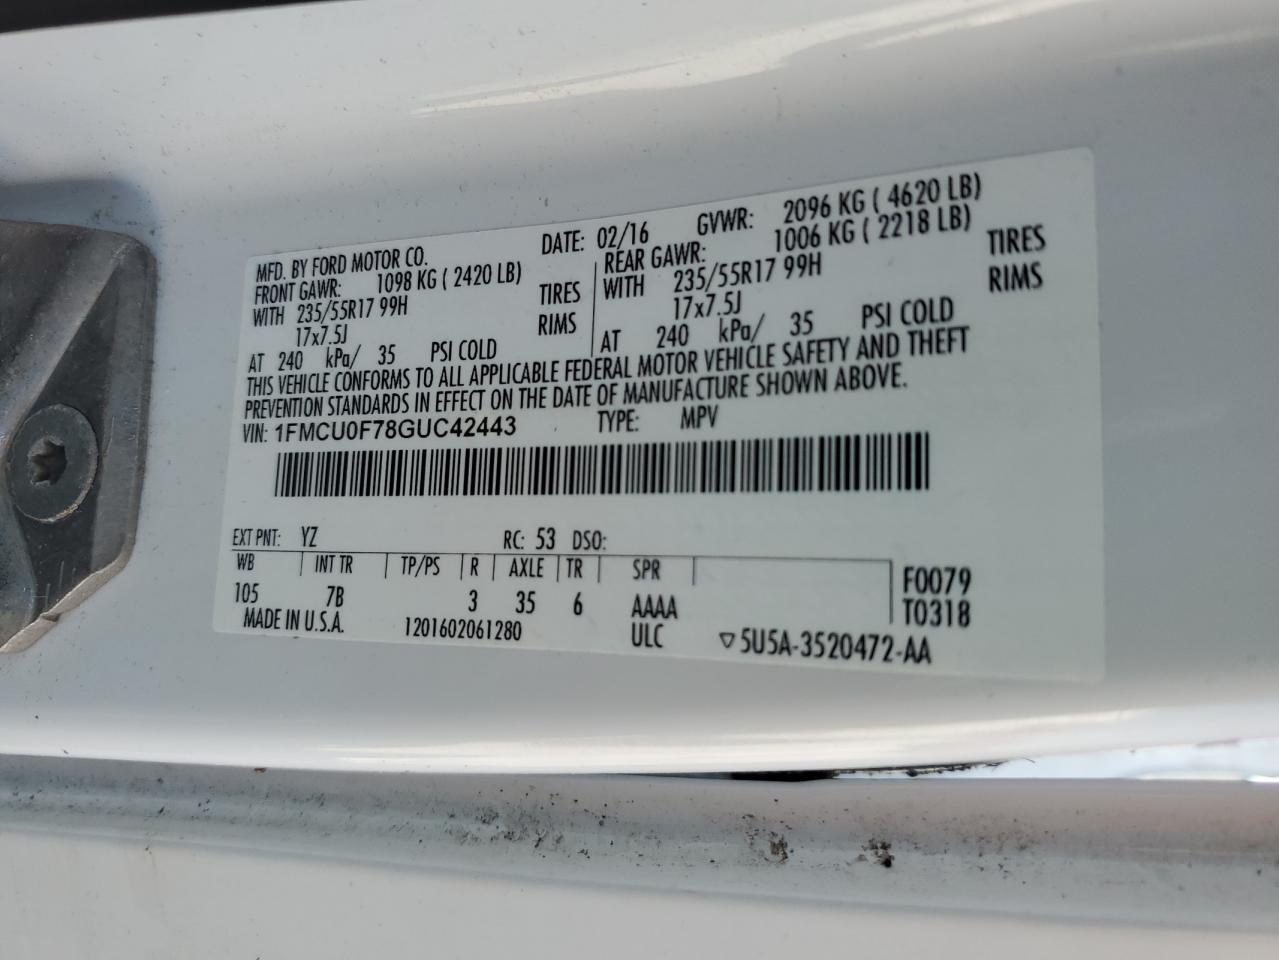 MFD. BY FORD MOTOR CO. DATE: 02/16 GVWR: 2096 KG ( 4620 LB)
FRONT GAWR: 1098 KG ( 2420 LB) REAR GAWR: 1006 KG ( 2218 LB)
WITH 235/55R17 99H TIRES WITH 235/55R17 99H TIRES
17x7.5J RIMS 17x7.5J RIMS
AT 240 kPa/ 35 PSI COLD AT 240 kPa/ 35 PSI COLD
THIS VEHICLE CONFORMS TO ALL APPLICABLE FEDERAL MOTOR VEHICLE SAFETY AND THEFT
PREVENTION STANDARDS IN EFFECT ON THE DATE OF MANUFACTURE SHOWN ABOVE.
VIN: 1FMCU0F78GUC42443 TYPE: MPV
EXT PNT: YZ RC: 53 DSO:
WB INT TR TP/PS R AXLE TR SPR F0079
105 7B 3 35 6 AAAA T0318
MADE IN U.S.A. 1201602061280 ULC ▽5U5A-3520472-AA